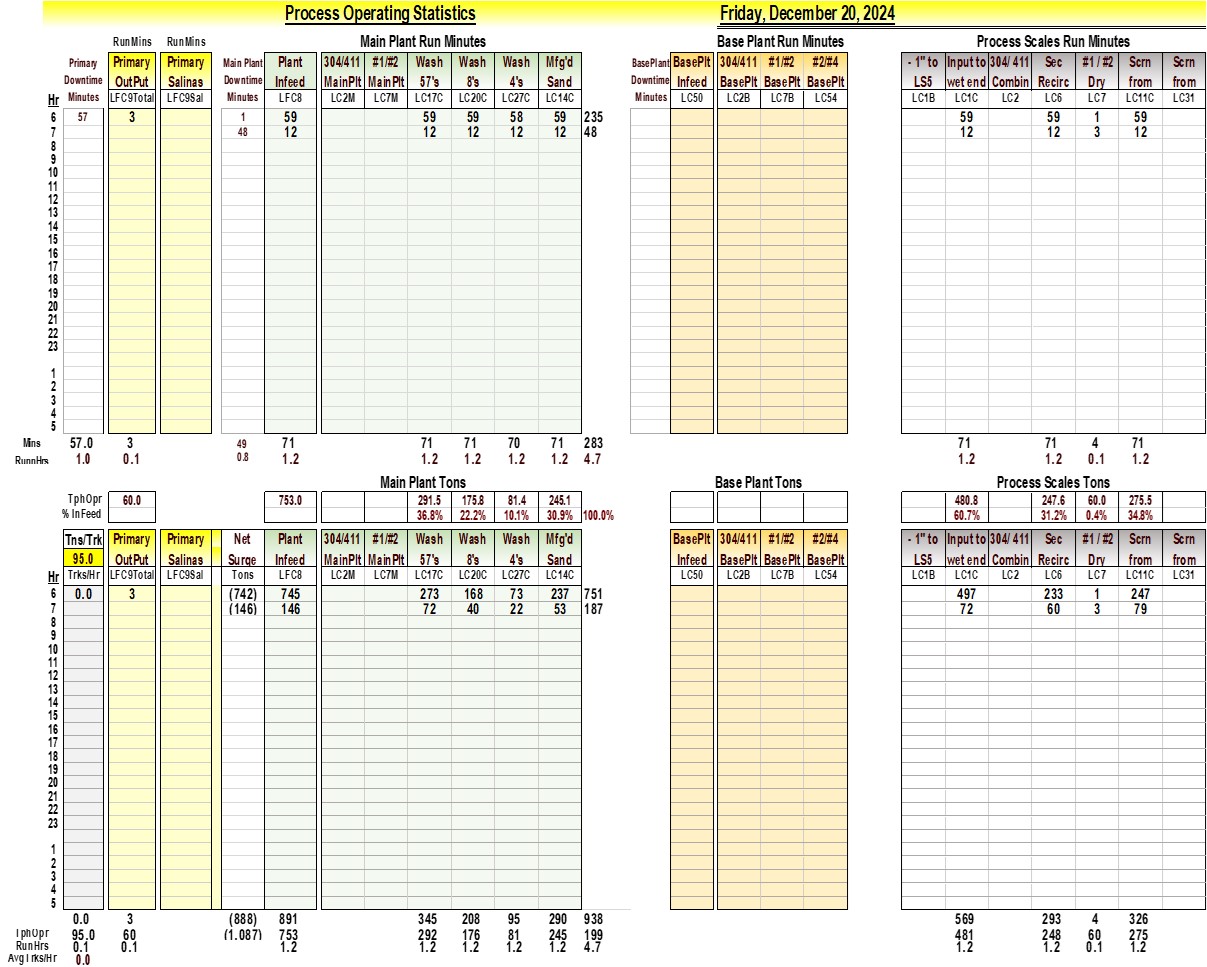 Process Operating Statistics Friday, December 20, 2024
RunMins RunMins Main Plant Run Minutes Base Plant Run Minutes Process Scales Run Minutes
Primary Primary Primary Main Plant Plant 304/411 #1/#2 Wash Wash Wash Mfg'd BasePlant BasePlt 304/411 #1/#2 #2/#4 - 1" to Input to 304/ 411 Sec #1 / #2 Scrn Scrn
Downtime OutPut Salinas Downtime Infeed MainPlt MainPlt 57's 8's 4's Sand Downtime Infeed BasePlt BasePlt BasePlt LS5 wet end Combin Recirc Dry from from
Hr Minutes LFC9Total LFC9Sal Minutes LFC8 LC2M LC7M LC17C LC20C LC27C LC14C Minutes LC50 LC2B LC7B LC54 LC1B LC1C LC2 LC6 LC7 LC11C LC31
6 57 3 1 59 59 59 58 59 235 59 59 1 59
7 48 12 12 12 12 12 48 12 12 3 12
8
9
10
11
12
13
14
15
16
17
18
19
20
21
22
23
1
2
3
4
5
Mins 57.0 3 49 71 71 71 70 71 283 71 71 4 71
RunnHrs 1.0 0.1 0.8 1.2 1.2 1.2 1.2 1.2 4.7 1.2 1.2 0.1 1.2
Main Plant Tons Base Plant Tons Process Scales Tons
TphOpr 60.0 753.0 291.5 175.8 81.4 245.1 480.8 247.6 60.0 275.5
% InFeed 36.8% 22.2% 10.1% 30.9% 100.0% 60.7% 31.2% 0.4% 34.8%
Tns/Trk Primary Primary Net Plant 304/411 #1/#2 Wash Wash Wash Mfg'd BasePlt 304/411 #1/#2 #2/#4 - 1" to Input to 304/ 411 Sec #1 / #2 Scrn Scrn
95.0 OutPut Salinas Surge Infeed MainPlt MainPlt 57's 8's 4's Sand Infeed BasePlt BasePlt BasePlt LS5 wet end Combin Recirc Dry from from
Hr Trks/Hr LFC9Total LFC9Sal Tons LFC8 LC2M LC7M LC17C LC20C LC27C LC14C LC50 LC2B LC7B LC54 LC1B LC1C LC2 LC6 LC7 LC11C LC31
6 0.0 3 (742) 745 273 168 73 237 751 497 233 1 247
7 (146) 146 72 40 22 53 187 72 60 3 79
8
9
10
11
12
13
14
15
16
17
18
19
20
21
22
23
1
2
3
4
5
0.0 3 (888) 891 345 208 95 290 938 569 293 4 326
TphOpr 95.0 60 (1.087) 753 292 176 81 245 199 481 248 60 275
RunHrs 0.1 0.1 1.2 1.2 1.2 1.2 1.2 4.7 1.2 1.2 0.1 1.2
AvgTrks/Hr 0.0